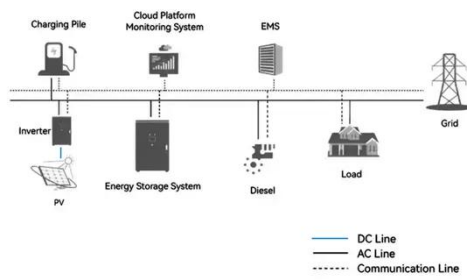 Charging Pile
Cloud Platform
Monitoring System
EMS
Grid
Inverter
PV
Energy Storage System
Diesel
Load
DC Line
AC Line
Communication Line